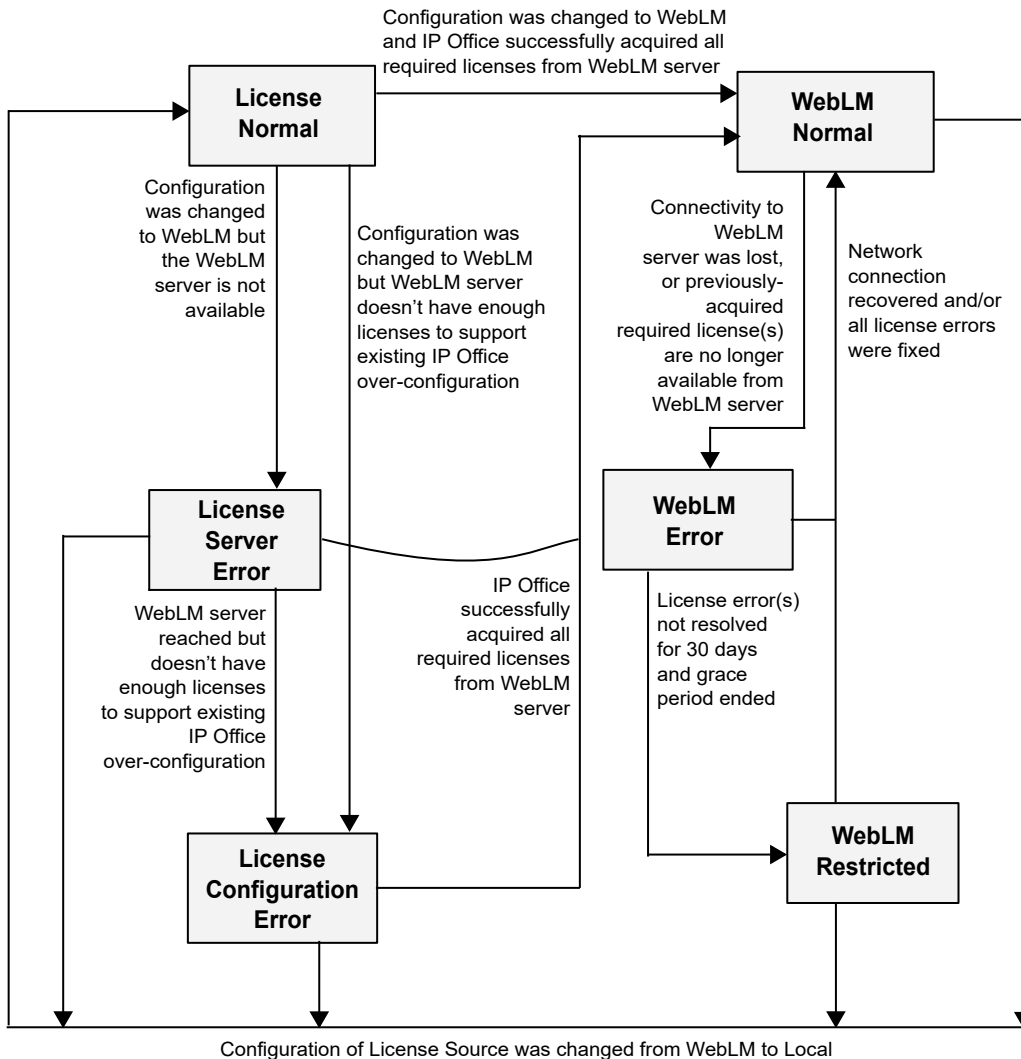 Configuration was changed to WebLM
and IP Office successfully acquired all
required licenses from WebLM server
License
Normal
WebLM
Normal
Configuration
was changed
to WebLM but
the WebLM
server is not
available
Configuration was
changed to WebLM
but WebLM server
doesn’t have enough
licenses to support
existing IP Office
over-configuration
Connectivity to
WebLM
server was lost,
or previously-
acquired
required license(s)
are no longer
available from
WebLM server
Network
connection
recovered and/or
all license errors
were fixed
License
Server
Error
WebLM
Error
WebLM server
reached but
doesn’t have
enough licenses
to support existing
IP Office
over-configuration
IP Office
successfully
acquired all
required licenses
from WebLM
server
License error(s)
not resolved
for 30 days
and grace
period ended
License
Configuration
Error
WebLM
Restricted
Configuration of License Source was changed from WebLM to Local